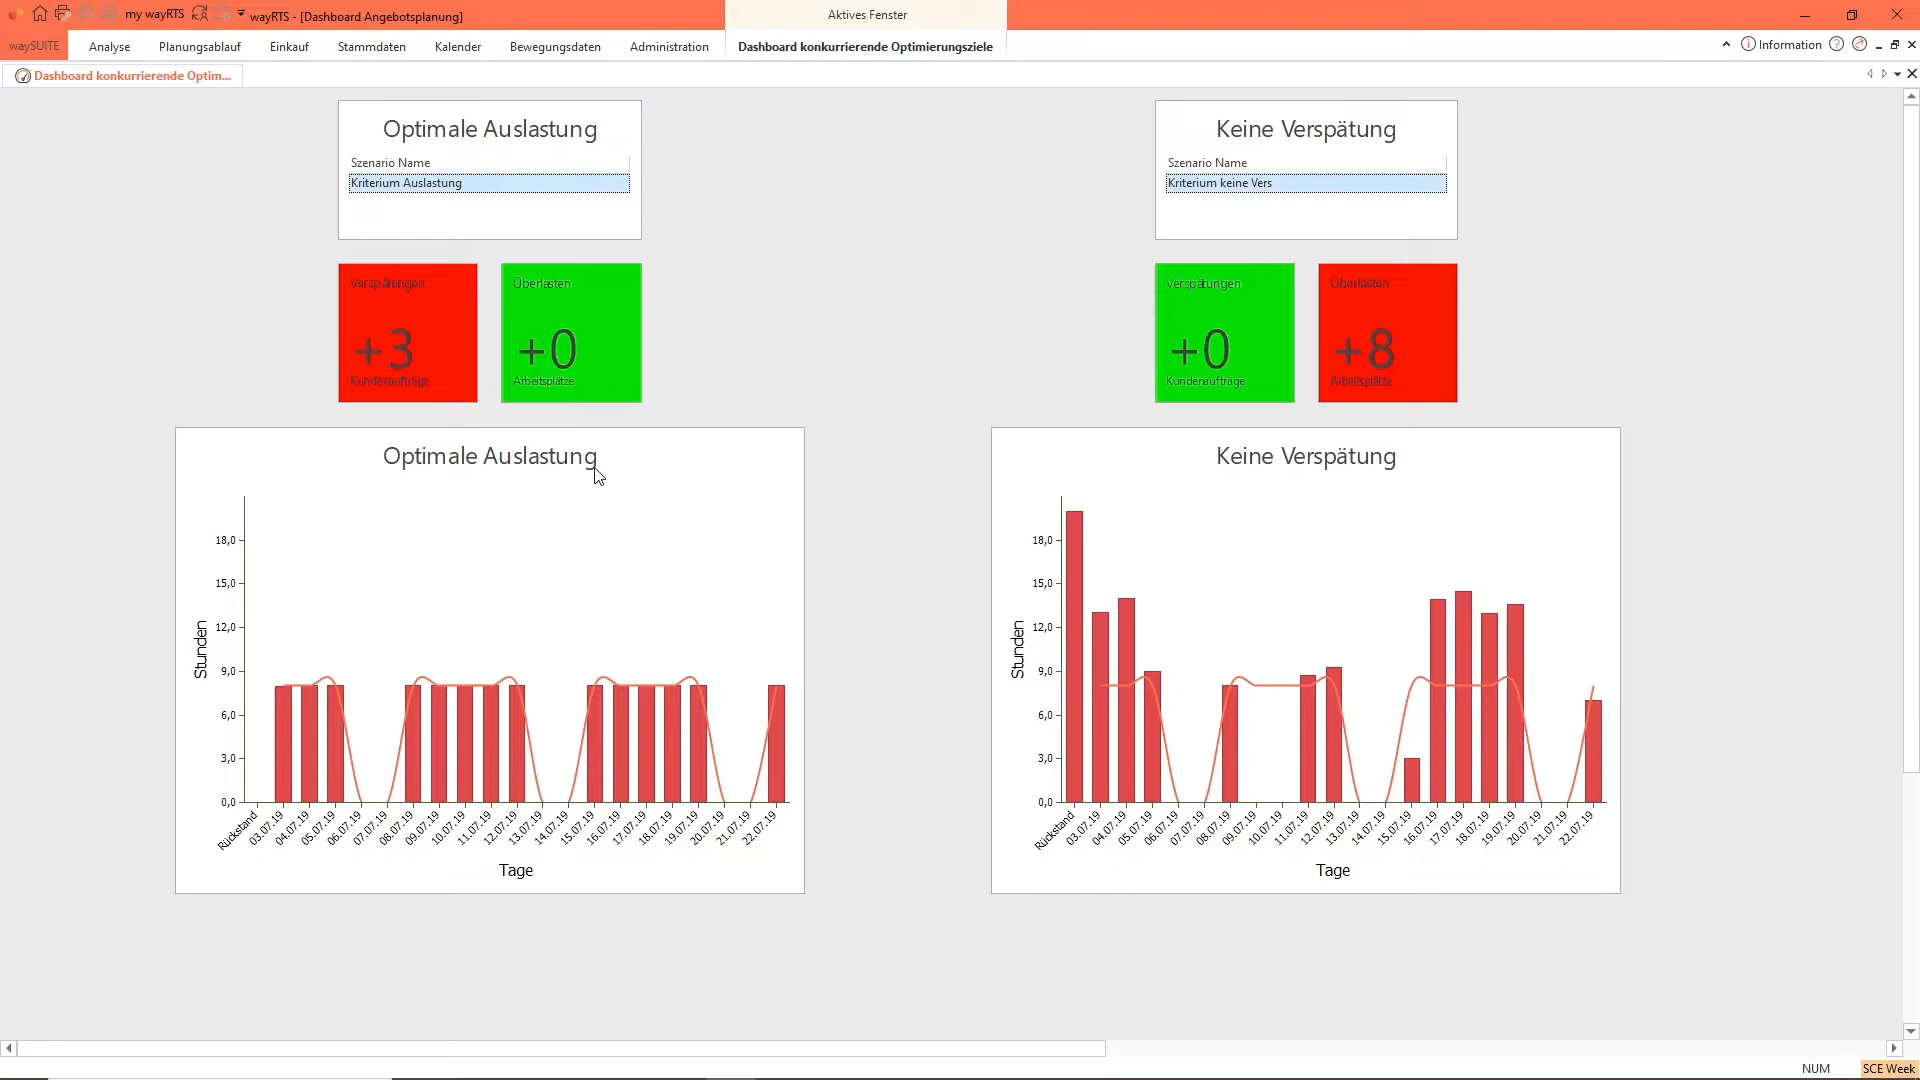 my wayRTS
wayRTS - [Dashboard Angebotsplanung]
Aktives Fenster
waySUITE
Analyse
Planungsablauf
Einkauf
Stammdaten
Kalender
Bewegungsdaten
Administration
Dashboard konkurrierende Optimierungsziele
Information
Dashboard konkurrierende Optim...
Optimale Auslastung
Szenario Name
Kriterium Auslastung
Keine Verspätung
Szenario Name
Kriterium keine Vers
Verspätungen
+3
Kundenaufträge
Überlasten
+0
Arbeitsplätze
Verspätungen
+0
Kundenaufträge
Überlasten
+8
Arbeitsplätze
Optimale Auslastung
Stunden
18,0
15,0
12,0
9,0
6,0
3,0
0,0
Rückstand
03.07.19
04.07.19
05.07.19
06.07.19
07.07.19
08.07.19
09.07.19
10.07.19
11.07.19
12.07.19
13.07.19
14.07.19
15.07.19
16.07.19
17.07.19
18.07.19
19.07.19
20.07.19
21.07.19
22.07.19
Tage
Keine Verspätung
Stunden
18,0
15,0
12,0
9,0
6,0
3,0
0,0
Rückstand
03.07.19
04.07.19
05.07.19
06.07.19
07.07.19
08.07.19
09.07.19
10.07.19
11.07.19
12.07.19
13.07.19
14.07.19
15.07.19
16.07.19
17.07.19
18.07.19
19.07.19
20.07.19
21.07.19
22.07.19
Tage
NUM
SCE Week